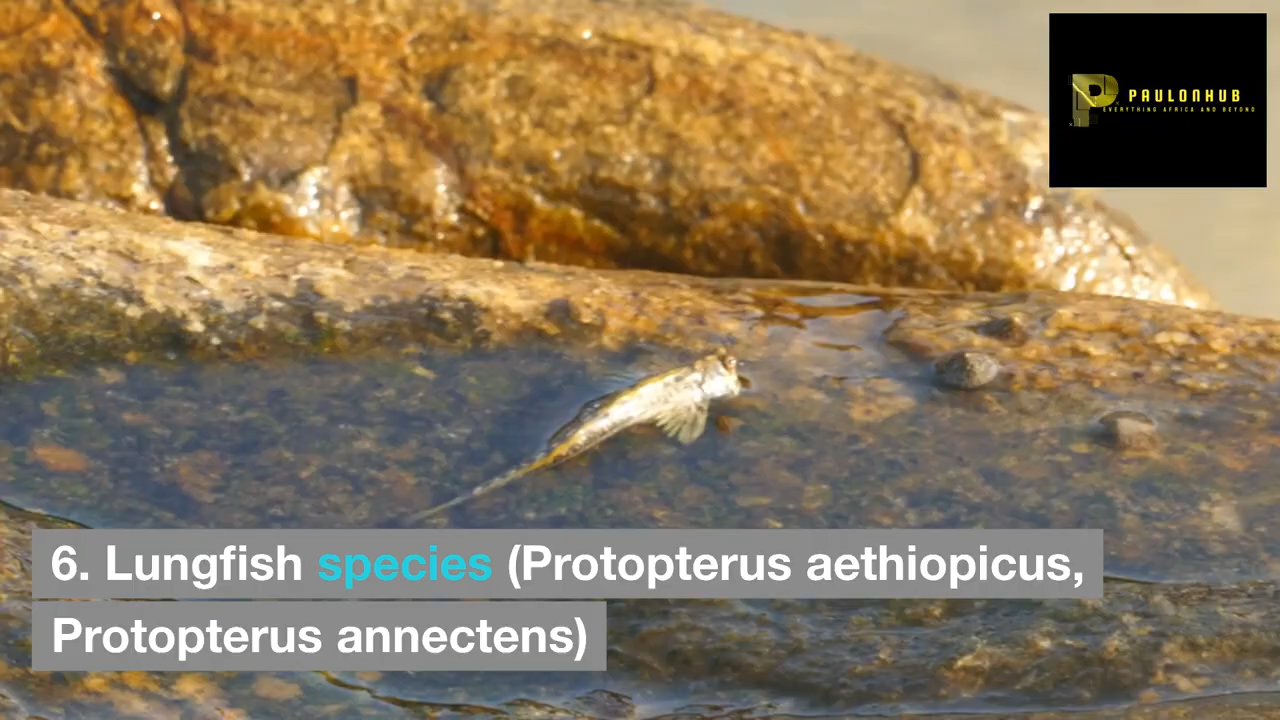 PAULONHUB
EVERYTHING AFRICA AND BEYOND
6. Lungfish species (Protopterus aethiopicus,
Protopterus annectens)